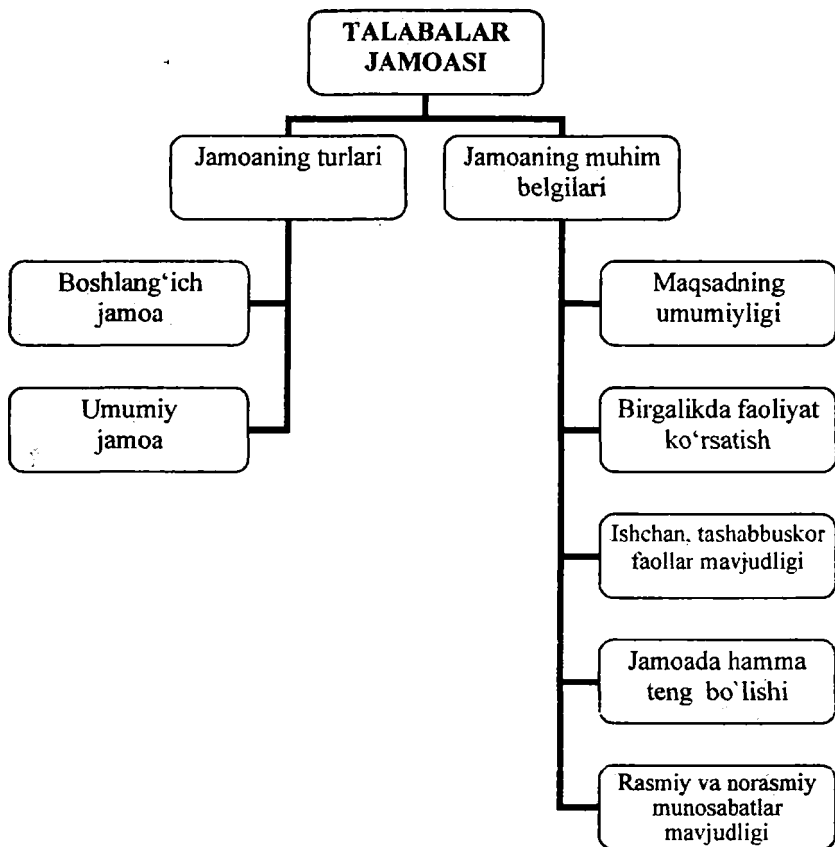 TALABALAR
JAMOASI
Jamoaning turlari
Jamoaning muhim
belgilari
Boshlang‘ich
jamoa
Umumiy
jamoa
Maqsadning
umumiyligi
Birgalikda faoliyat
ko‘rsatish
Ishchan, tashabbuskor
faollar mavjudligi
Jamoada hamma
teng bo`lishi
Rasmiy va norasmiy
munosabatlar
mavjudligi